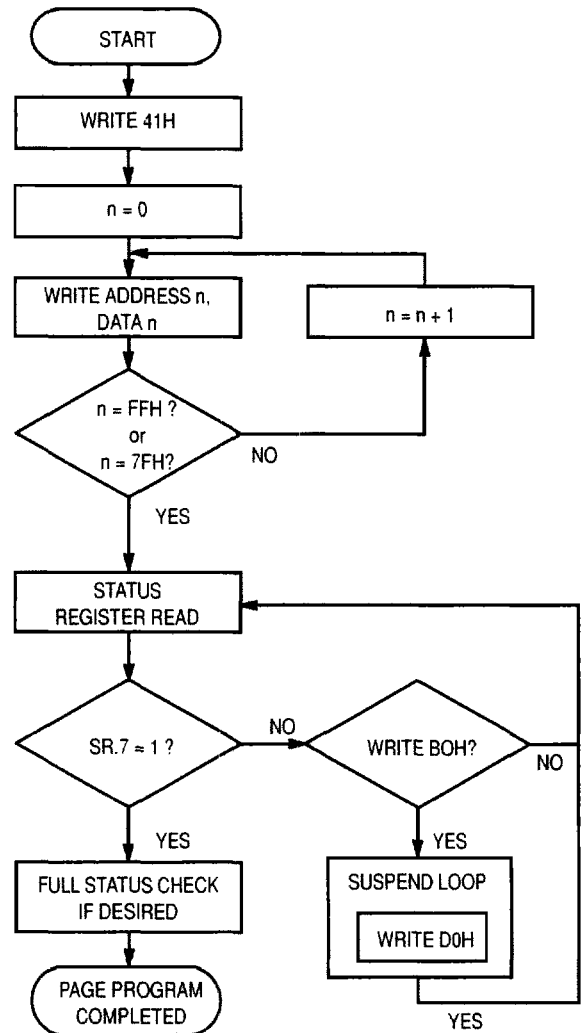 START
WRITE 41H
n = 0
WRITE ADDRESS n,
DATA n
n = n + 1
n = FFH ?
or
n = 7FH?
NO
YES
STATUS
REGISTER READ
SR.7 = 1 ?
NO
WRITE BOH?
NO
YES
YES
FULL STATUS CHECK
IF DESIRED
SUSPEND LOOP
WRITE D0H
YES
PAGE PROGRAM
COMPLETED